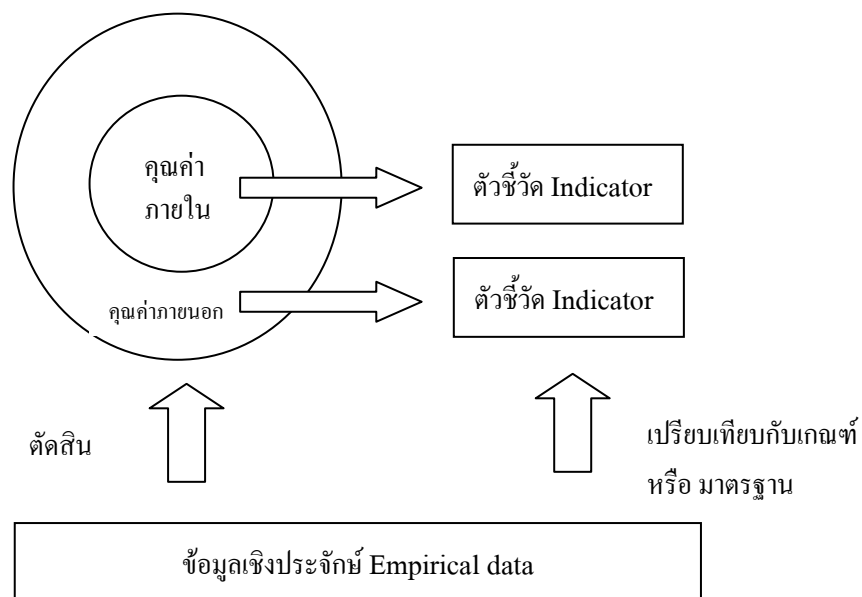 คุณค่า
ภายใน
ตัวชี้วัด Indicator
คุณค่าภายนอก
ตัวชี้วัด Indicator
ตัดสิน
เปรียบเทียบกับเกณฑ์
หรือ มาตรฐาน
ข้อมูลเชิงประจักษ์ Empirical data